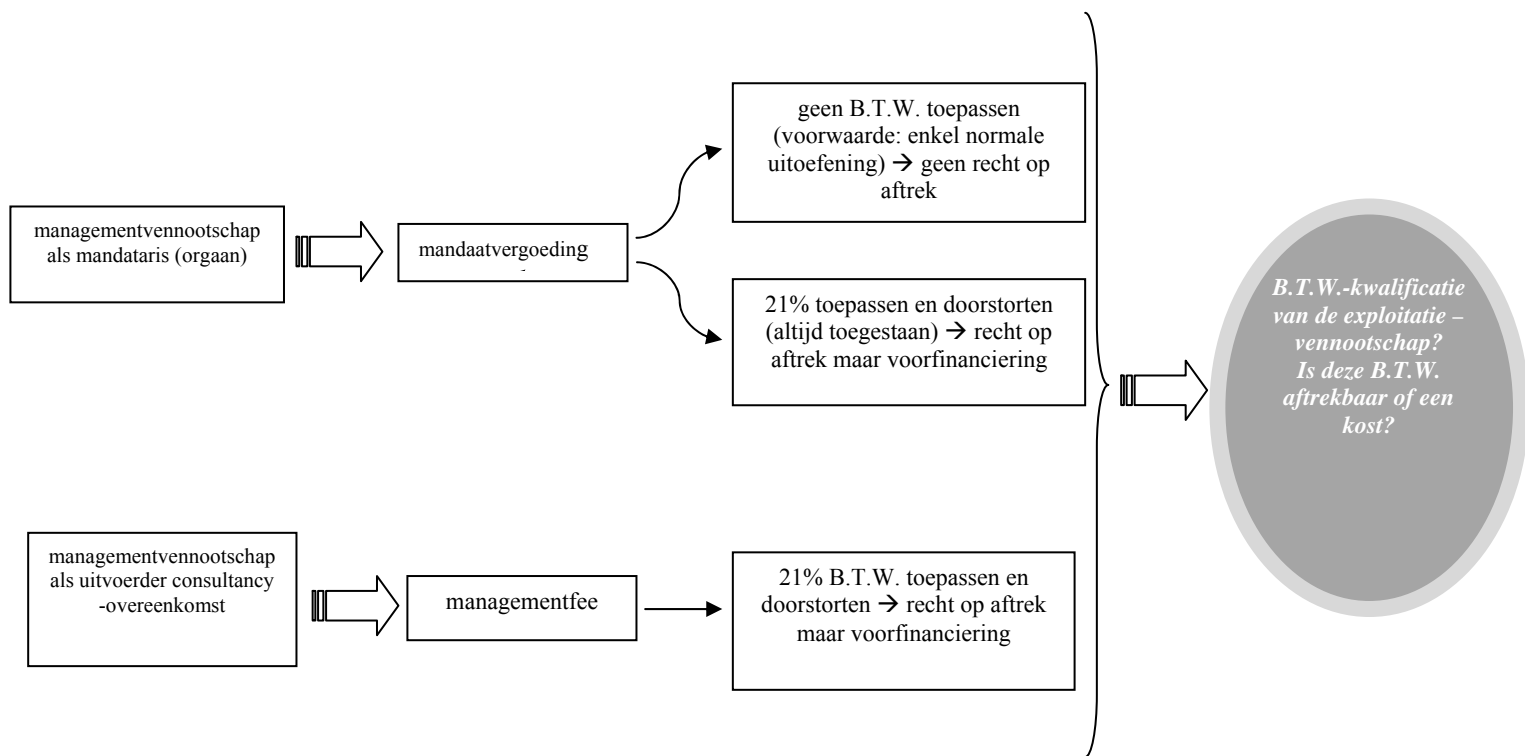 managementvennootschap
als mandataris (orgaan)
mandaatvergoeding
geen B.T.W. toepassen
(voorwaarde: enkel normale
uitoefening) → geen recht op
aftrek
21% toepassen en doorstorten
(altijd toegestaan) → recht op
aftrek maar voorfinanciering
managementvennootschap
als uitvoerder consultancy
-overeenkomst
managementfee
21% B.T.W. toepassen en
doorstorten → recht op aftrek
maar voorfinanciering
B.T.W.-kwalificatie
van de exploitatie –
vennootschap?
Is deze B.T.W.
aftrekbaar of een
kost?